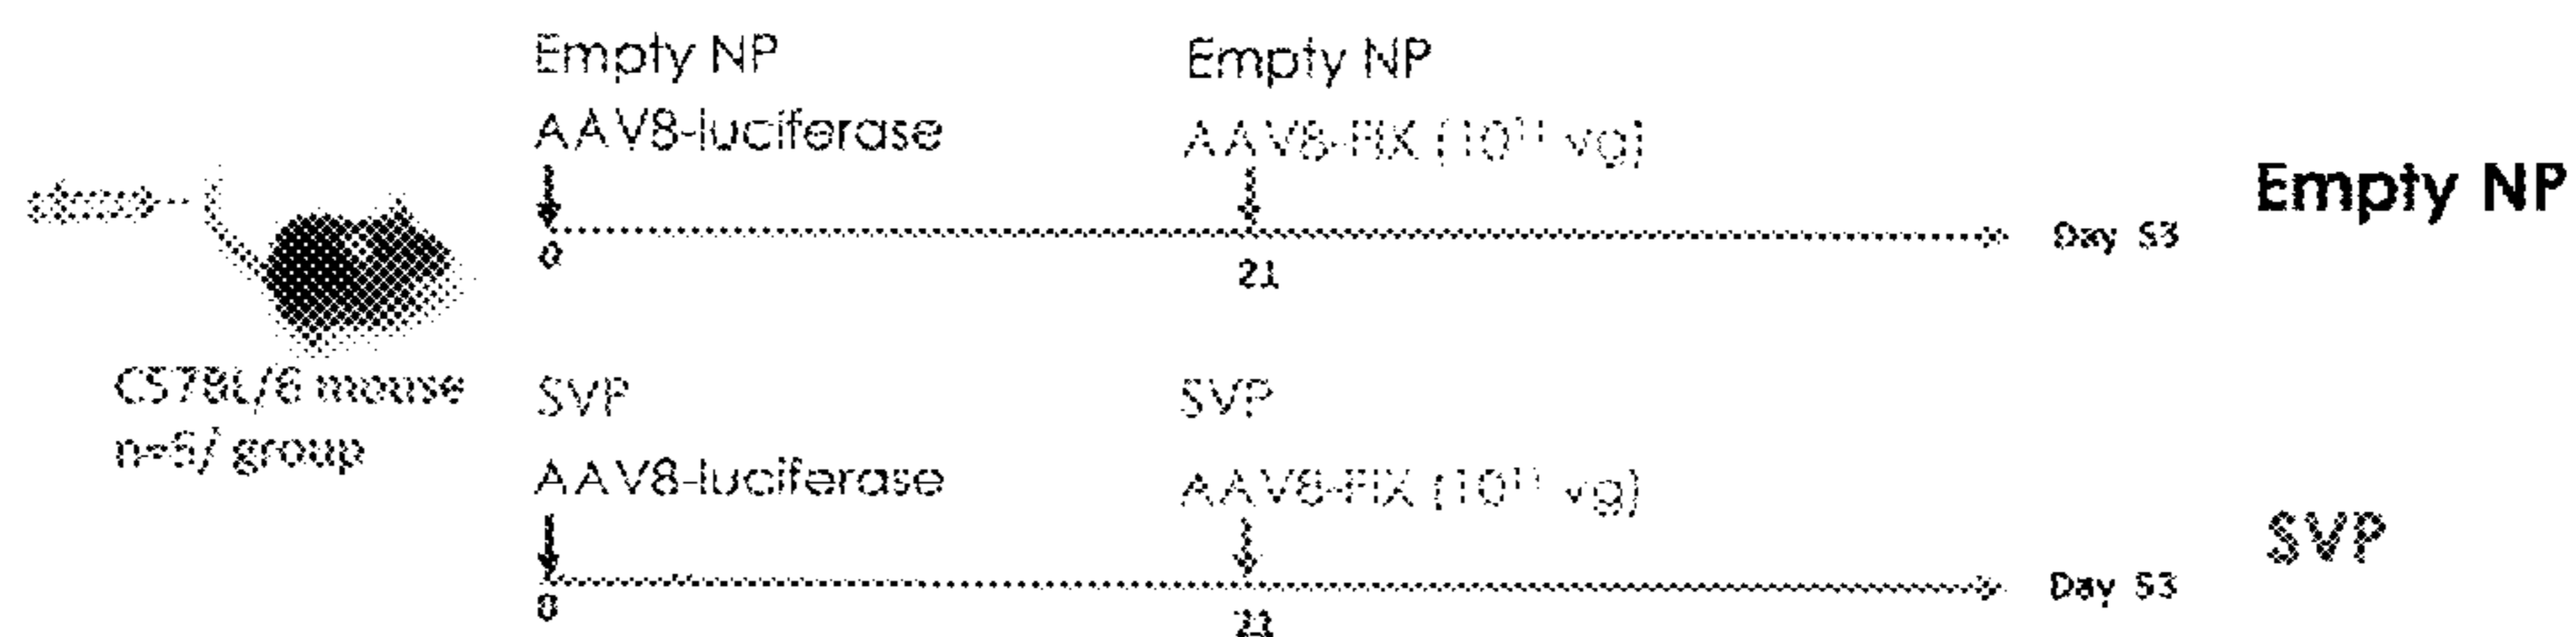 Empty NP
AAV8-luciferase
Empty NP
AAV8-FIX (10¹¹ vg)
0
21
Day 53
Empty NP
C57BL/6 mouse
n=5/ group
SVP
AAV8-luciferase
SVP
AAV8-FIX (10¹¹ vg)
0
21
Day 53
SVP